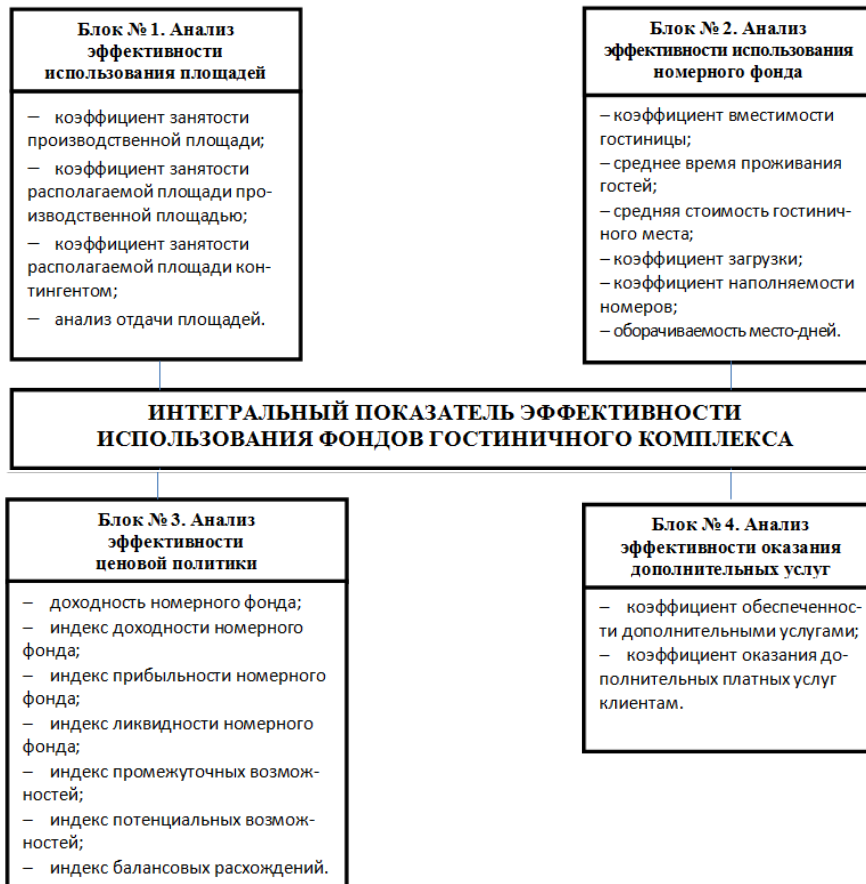 Блок № 1. Анализ
эффективности
использования площадей
– коэффициент занятости
производственной площади;
– коэффициент занятости
располагаемой площади про-
изводственной площадью;
– коэффициент занятости
располагаемой площади кон-
тингентом;
– анализ отдачи площадей.
Блок № 2. Анализ
эффективности использования
номерного фонда
– коэффициент вместимости
гостиницы;
– среднее время проживания
гостей;
– средняя стоимость гостинич-
ного места;
– коэффициент загрузки;
– коэффициент наполняемости
номеров;
– оборачиваемость место-дней.
ИНТЕГРАЛЬНЫЙ ПОКАЗАТЕЛЬ ЭФФЕКТИВНОСТИ
ИСПОЛЬЗОВАНИЯ ФОНДОВ ГОСТИНИЧНОГО КОМПЛЕКСА
Блок № 3. Анализ
эффективности
ценовой политики
– доходность номерного фонда;
– индекс доходности номерного
фонда;
– индекс прибыльности номерного
фонда;
– индекс ликвидности номерного
фонда;
– индекс промежуточных возмож-
ностей;
– индекс потенциальных возмож-
ностей;
– индекс балансовых расхождений.
Блок № 4. Анализ
эффективности оказания
дополнительных услуг
– коэффициент обеспеченнос-
ти дополнительными услугами;
– коэффициент оказания до-
полнительных платных услуг
клиентам.